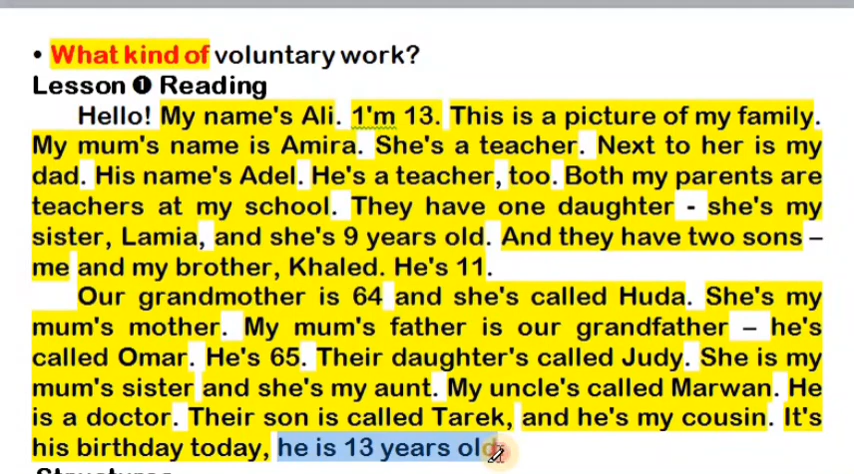 • What kind of voluntary work?
Lesson ❶ Reading
Hello! My name's Ali. 1'm 13. This is a picture of my family.
My mum's name is Amira. She's a teacher. Next to her is my
dad. His name's Adel. He's a teacher, too. Both my parents are
teachers at my school. They have one daughter - she's my
sister, Lamia, and she's 9 years old. And they have two sons –
me and my brother, Khaled. He's 11.
Our grandmother is 64 and she's called Huda. She's my
mum's mother. My mum's father is our grandfather – he's
called Omar. He's 65. Their daughter's called Judy. She is my
mum's sister and she's my aunt. My uncle's called Marwan. He
is a doctor. Their son is called Tarek, and he's my cousin. It's
his birthday today, he is 13 years old